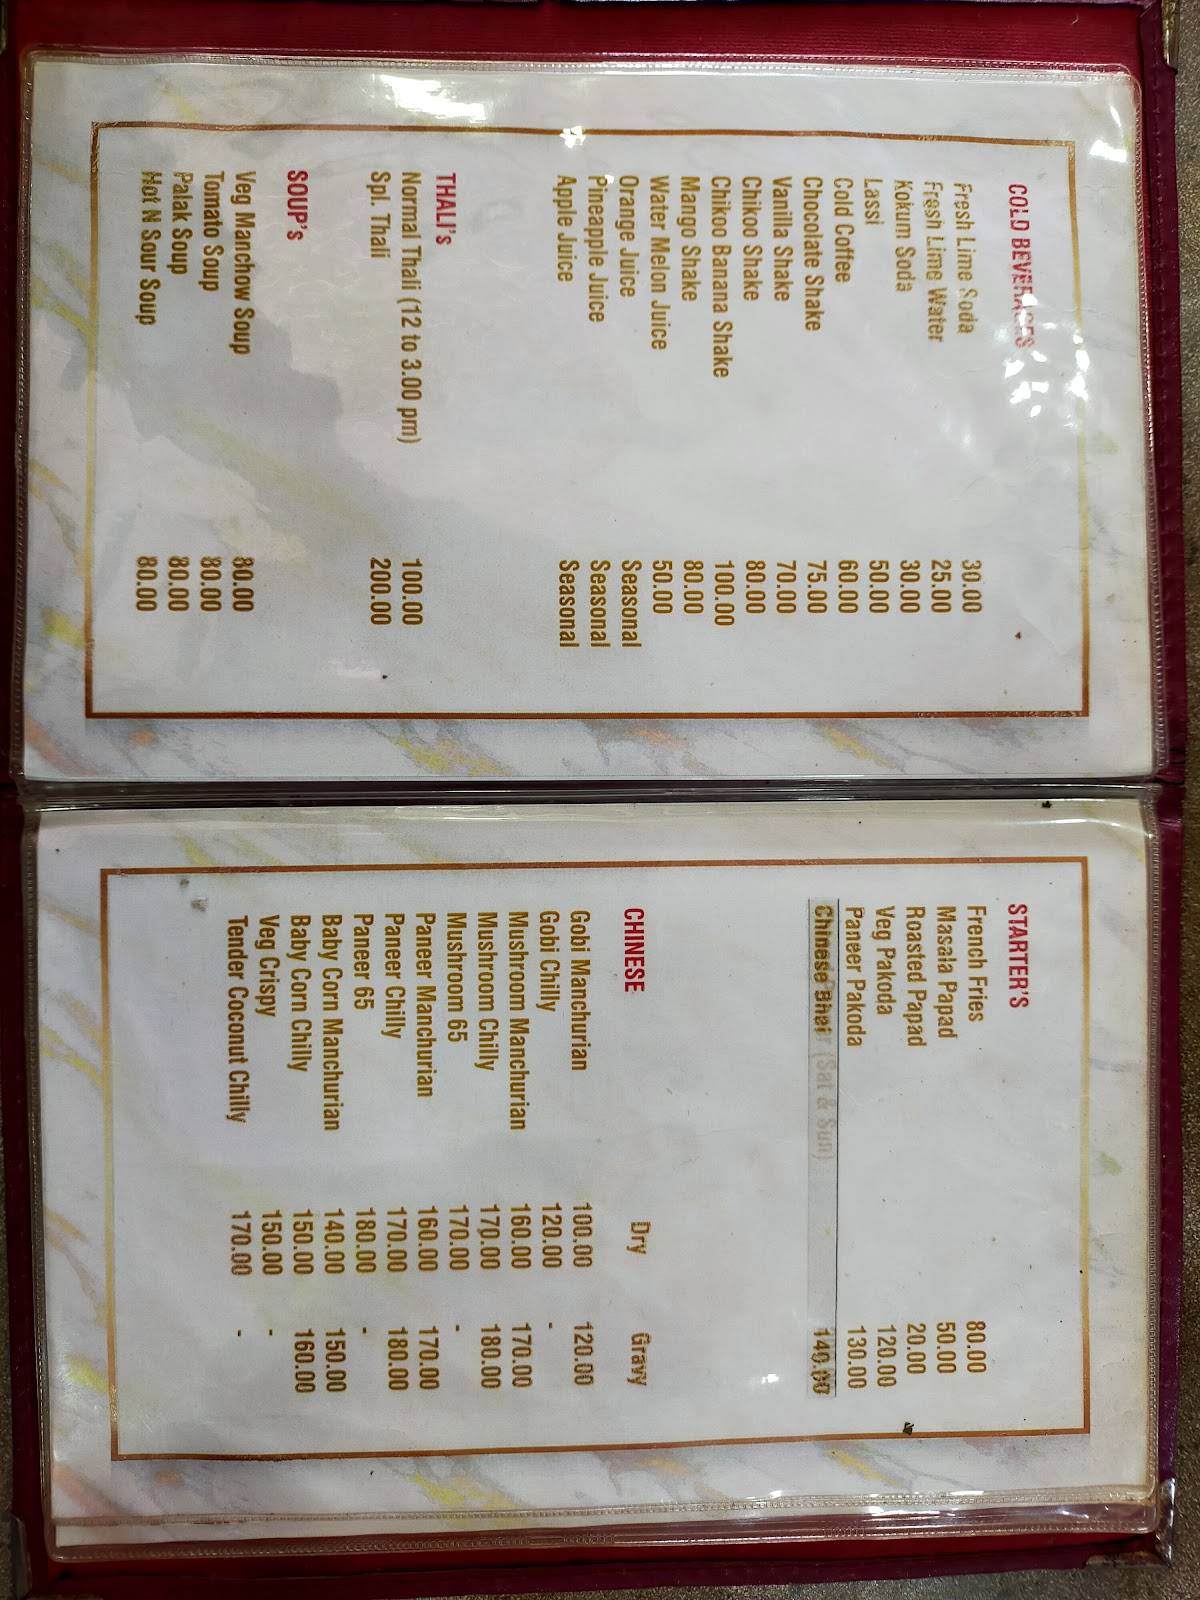 COLD BEVERAGES
Fresh Lime Soda 30.00
Fresh Lime Water 25.00
Kokum Soda 30.00
Lassi 50.00
Cold Coffee 60.00
Chocolate Shake 75.00
Vanilla Shake 70.00
Chikoo Shake 80.00
Chikoo Banana Shake 100.00
Mango Shake 80.00
Water Melon Juice 50.00
Orange Juice Seasonal
Pineapple Juice Seasonal
Apple Juice Seasonal
THALI's
Normal Thali (12 to 3.00 pm) 100.00
Spl. Thali 200.00
SOUP's
Veg Manchow Soup 80.00
Tomato Soup 80.00
Palak Soup 80.00
Hot N Sour Soup 80.00
STARTER'S
French Fries 80.00
Masala Papad 50.00
Roasted Papad 20.00
Veg Pakoda 120.00
Paneer Pakoda 130.00
Chinese Bhel (Sat & Sun) 140.00
CHINESE Dry Gravy
Gobi Manchurian 100.00 120.00
Gobi Chilly 120.00 -
Mushroom Manchurian 160.00 170.00
Mushroom Chilly 170.00 180.00
Mushroom 65 170.00 -
Paneer Manchurian 160.00 170.00
Paneer Chilly 170.00 180.00
Paneer 65 180.00 -
Baby Corn Manchurian 140.00 150.00
Baby Corn Chilly 150.00 160.00
Veg Crispy 150.00 -
Tender Coconut Chilly 170.00 -